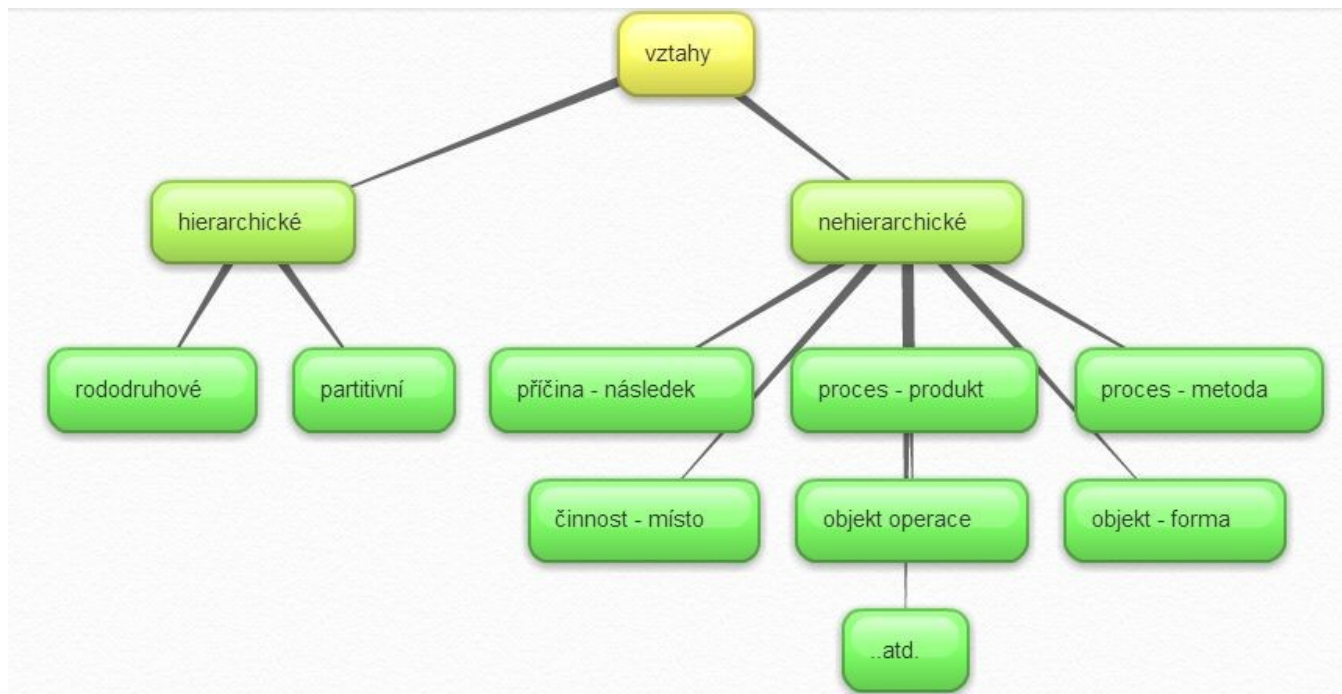 vztahy
hierarchické
nehierarchické
rododruhové
partitivní
příčina - následek
proces - produkt
proces - metoda
činnost - místo
objekt operace
objekt - forma
..atd.